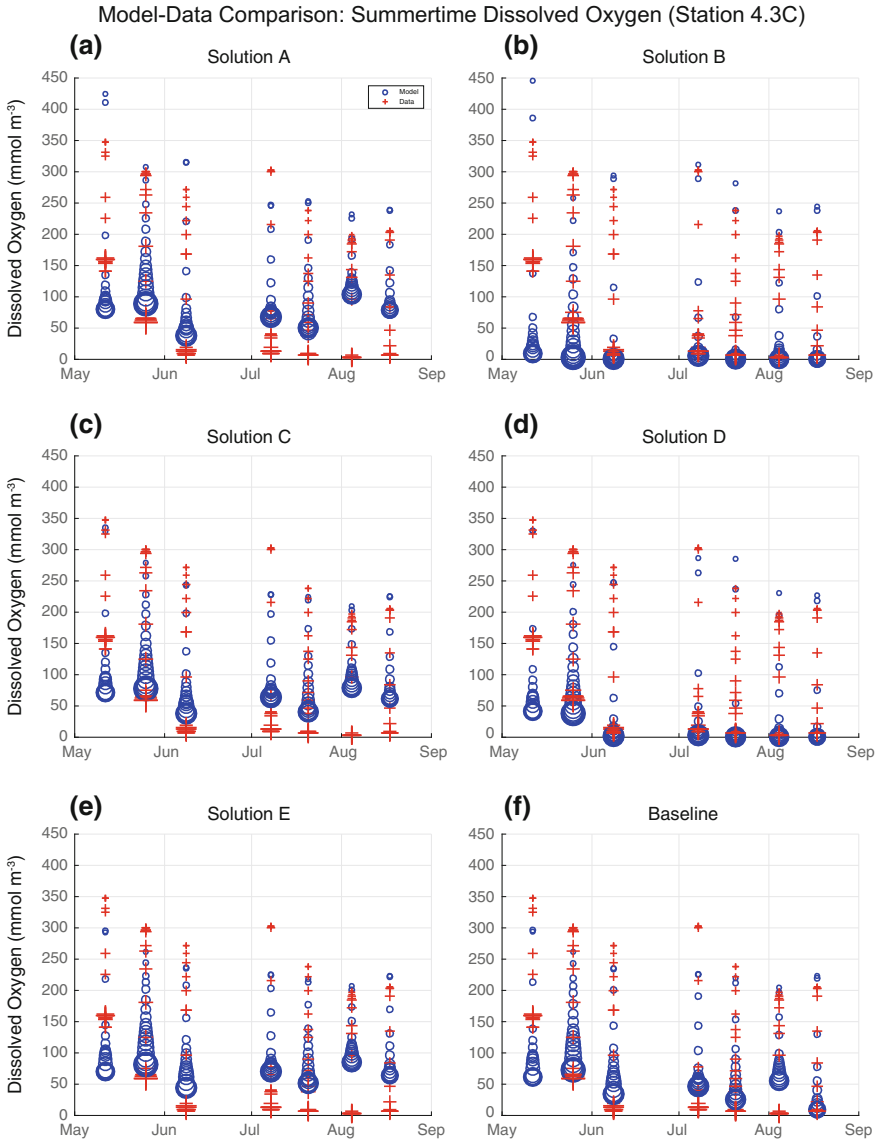 Model-Data Comparison: Summertime Dissolved Oxygen (Station 4.3C)
(a) (b)
Solution A Solution B
450 450
Model
Data
400 400
350 350
300 300
250 250
200 200
150 150
100 100
50 50
0 0
May Jun Jul Aug Sep May Jun Jul Aug Sep
Dissolved Oxygen (mmol m-3)
(c) (d)
Solution C Solution D
450 450
400 400
350 350
300 300
250 250
200 200
150 150
100 100
50 50
0 0
May Jun Jul Aug Sep May Jun Jul Aug Sep
Dissolved Oxygen (mmol m-3)
(e) (f)
Solution E Baseline
450 450
400 400
350 350
300 300
250 250
200 200
150 150
100 100
50 50
0 0
May Jun Jul Aug Sep May Jun Jul Aug Sep
Dissolved Oxygen (mmol m-3)